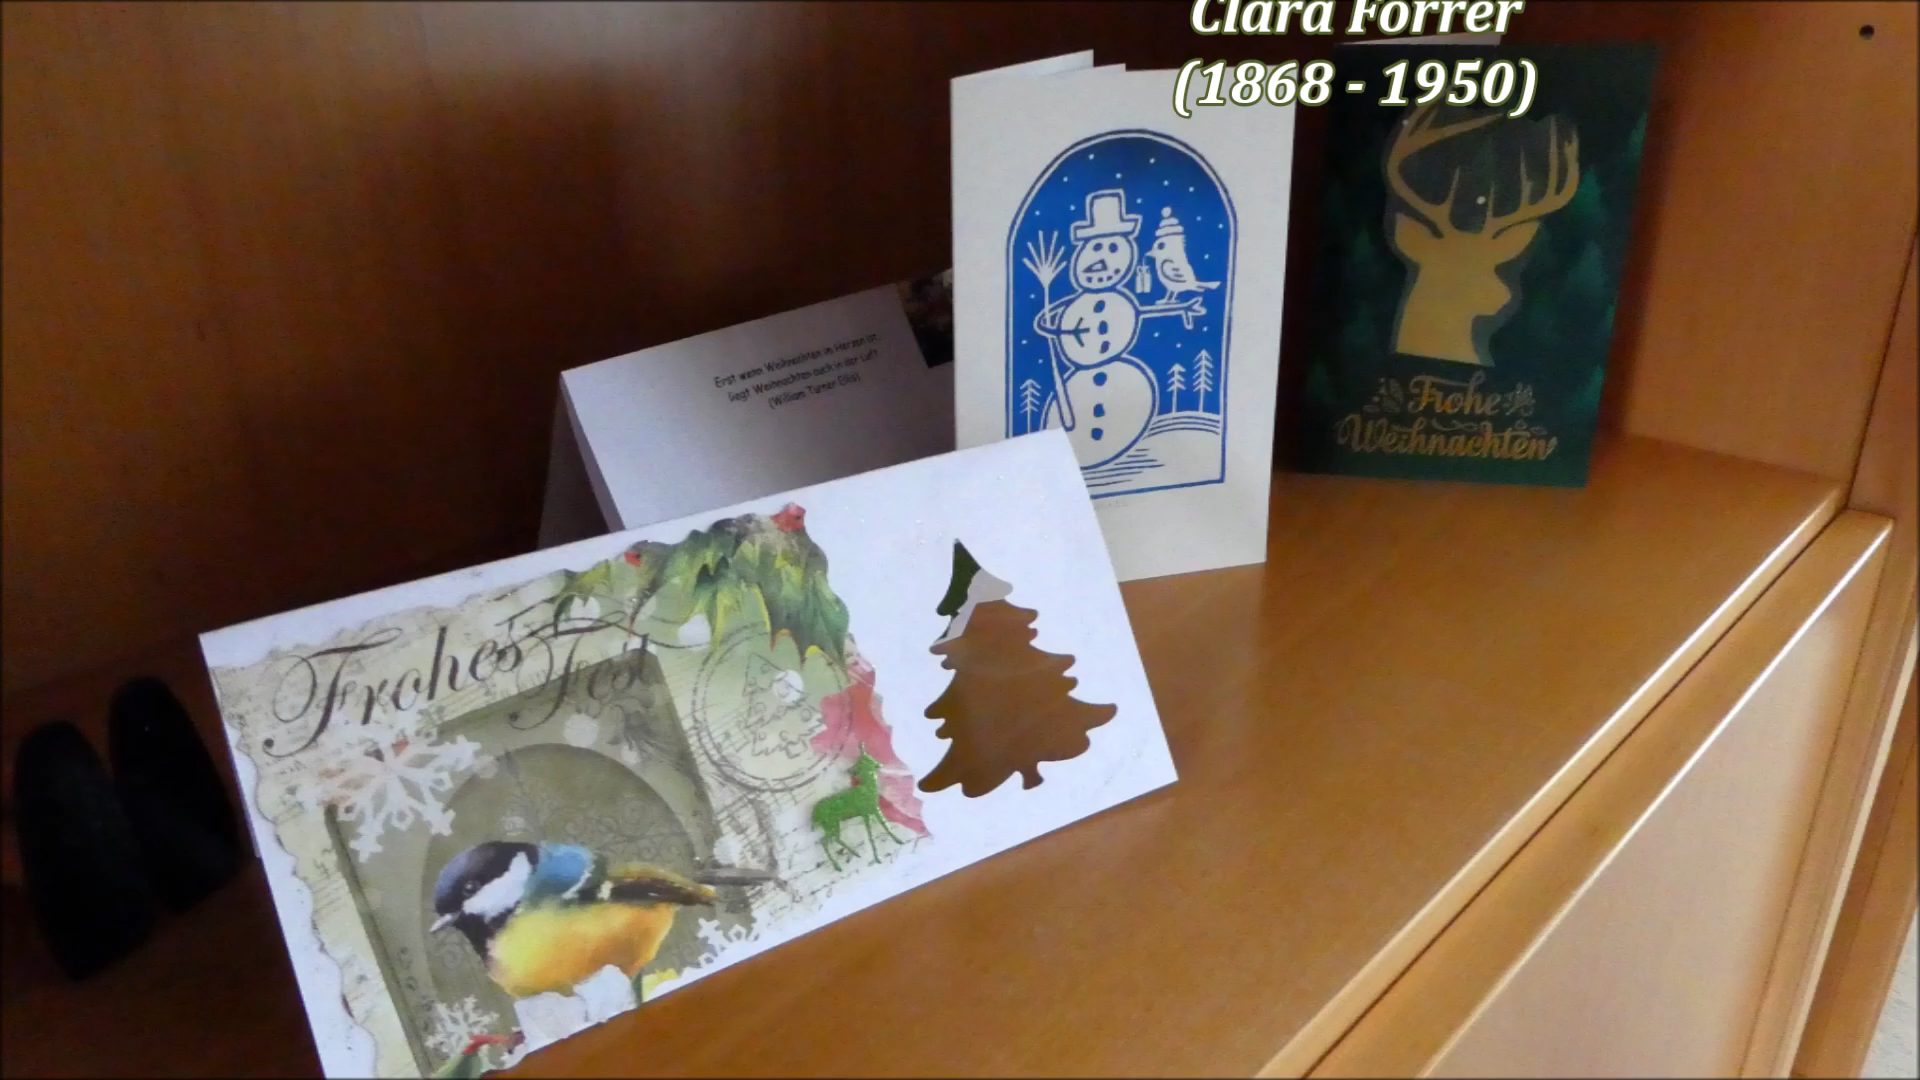 Clara Forrer
(1868 - 1950)
Erst wenn Weihnachten im Herzen ist,
liegt Weihnachten auch in der Luft.
(William Turner Ellis)
Frohe
Weihnachten
Frohes Fest